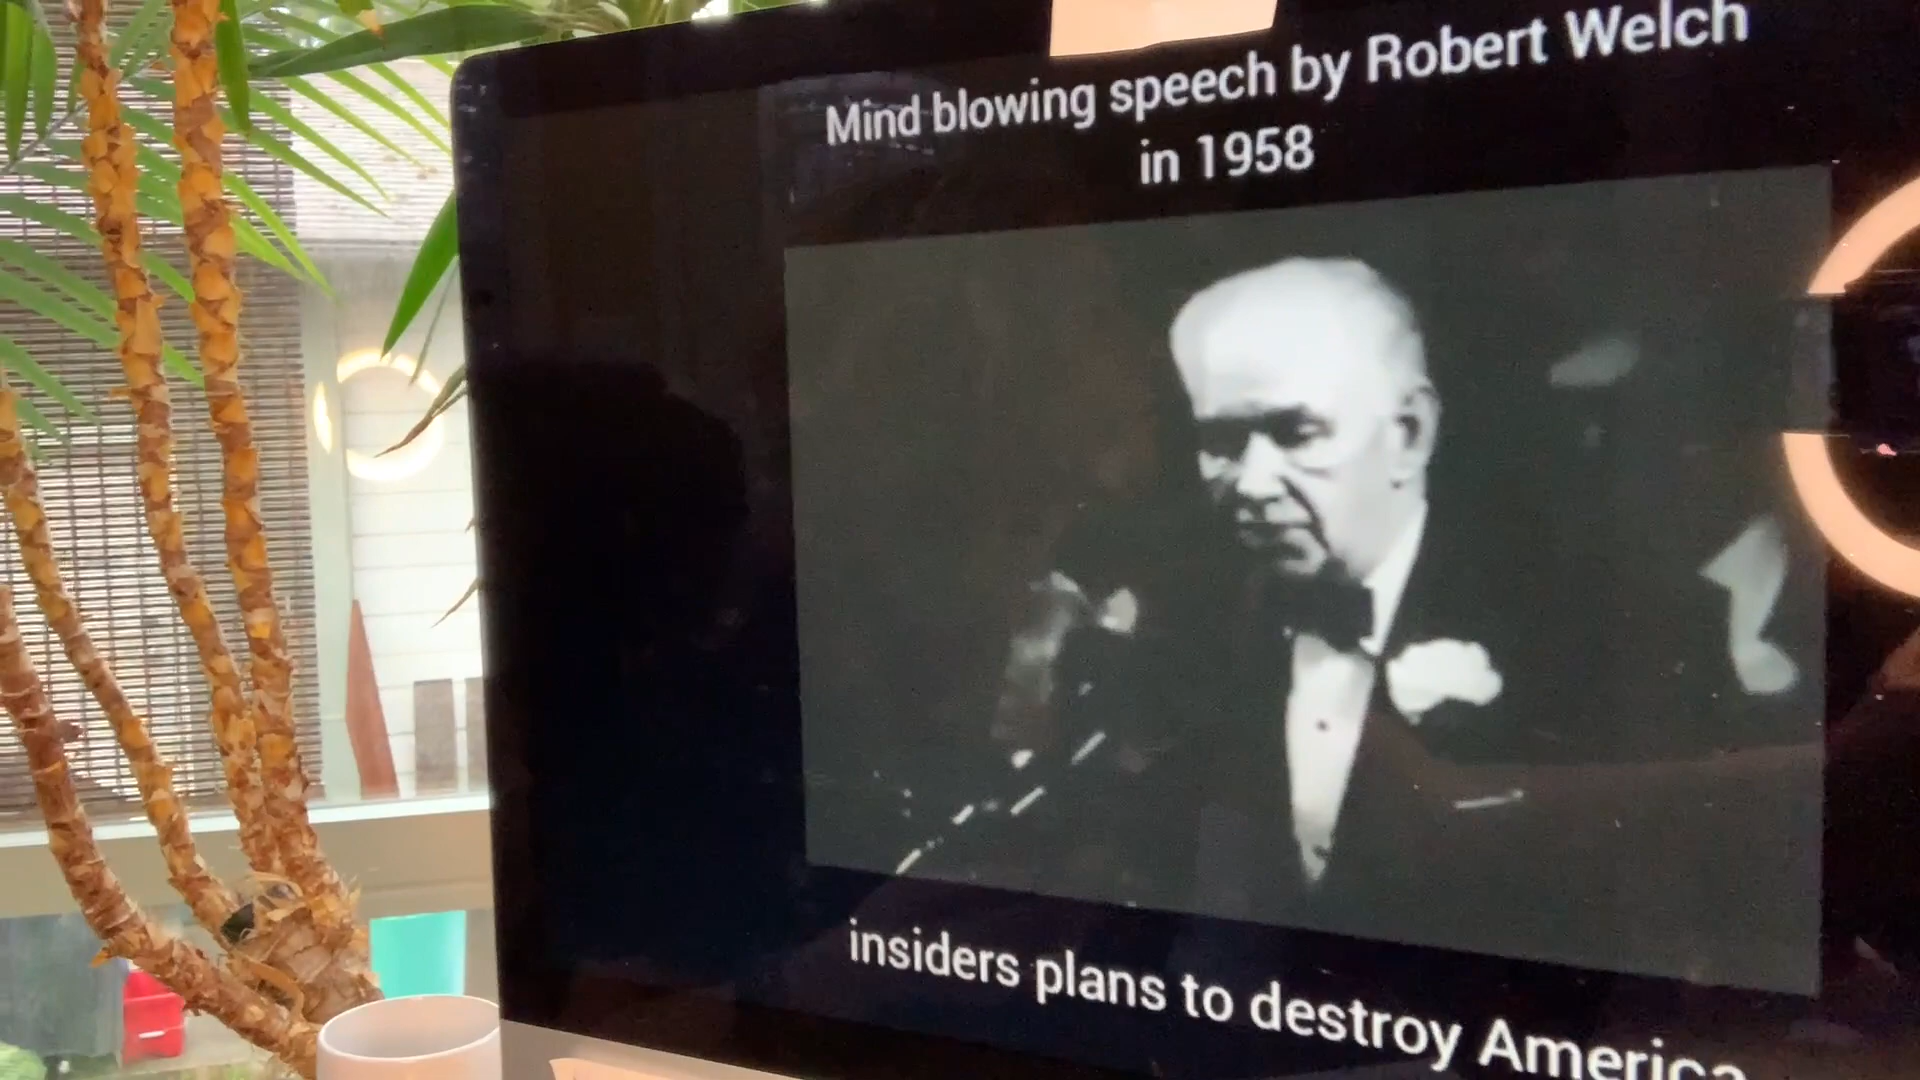 Mind blowing speech by Robert Welch
in 1958
insiders plans to destroy America